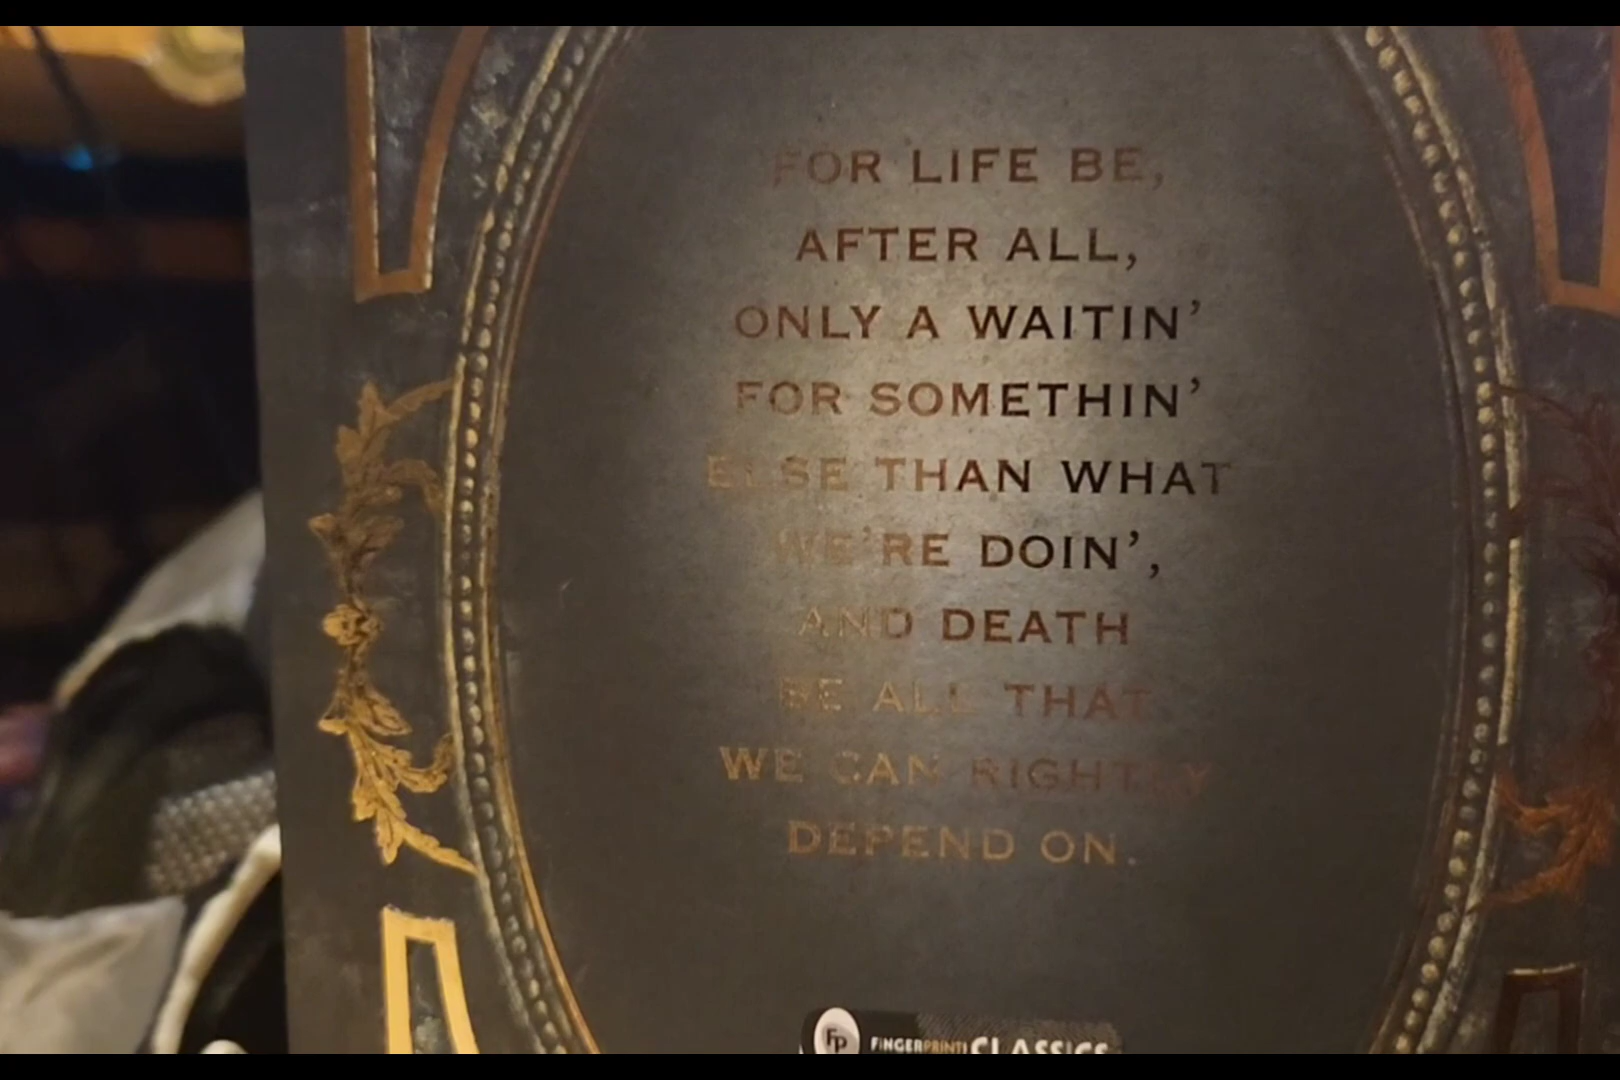 FOR LIFE BE,
AFTER ALL,
ONLY A WAITIN’
FOR SOMETHIN’
ELSE THAN WHAT
WE’RE DOIN’,
AND DEATH
BE ALL THAT
WE CAN RIGHTLY
DEPEND ON.
FP FiNGERPRINT! CLASSICS